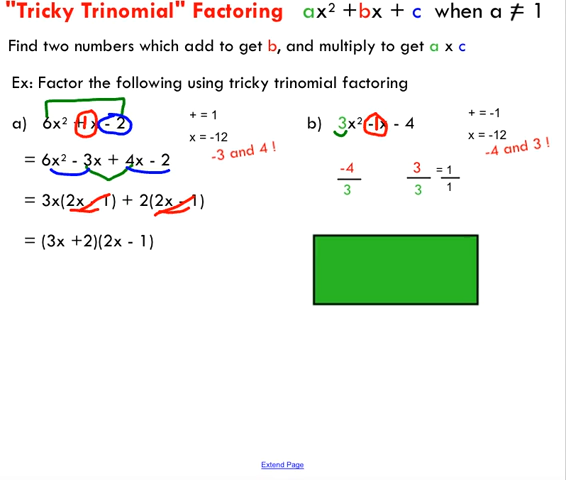 "Tricky Trinomial" Factoring ax² +bx + c when a ≠ 1
Find two numbers which add to get b, and multiply to get a x c
Ex: Factor the following using tricky trinomial factoring
a) 6x² +1x - 2
+ = 1
x = -12
-3 and 4 !
= 6x² - 3x + 4x - 2
= 3x(2x - 1) + 2(2x - 1)
= (3x +2)(2x - 1)
b) 3x² -1x - 4
+ = -1
x = -12
-4 and 3 !
-4/3 3/3 = 1/1
Extend Page